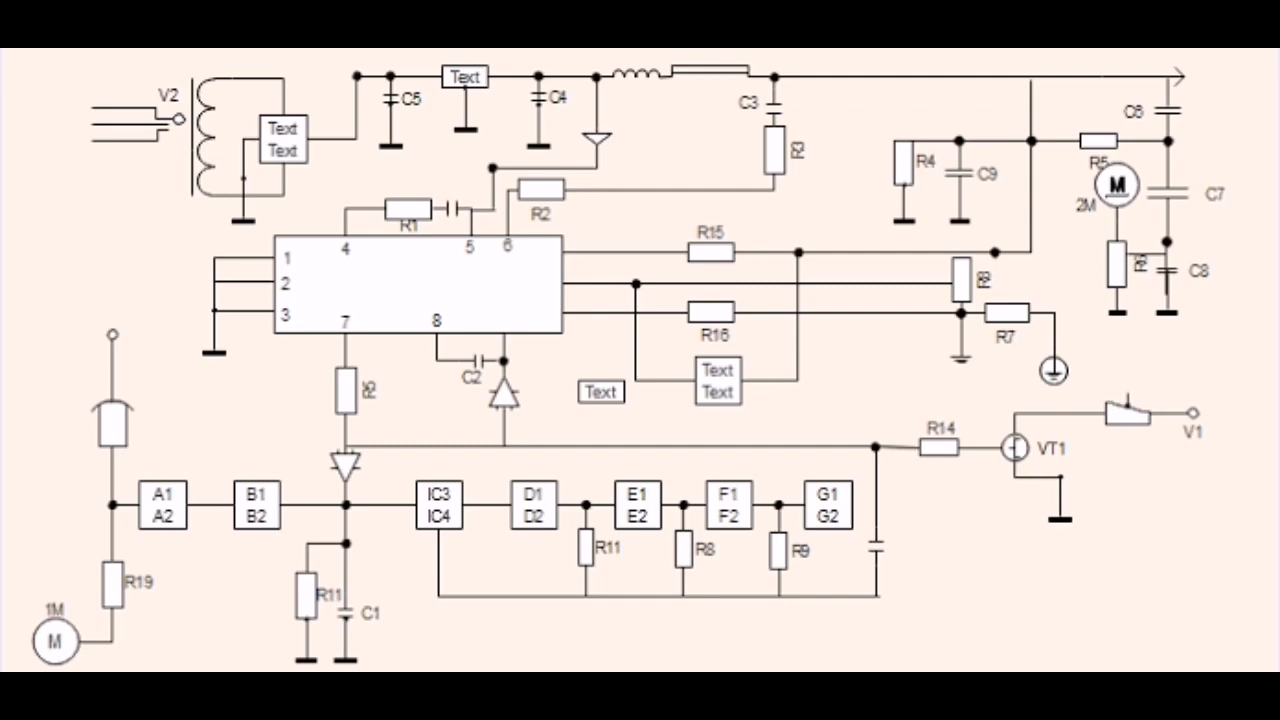 V2
Text
C5
C4
C3
C6
Text
Text
R3
R4
C9
R5
M
2M
C7
R1
R2
4
5
6
R15
1
2
3
R6
C8
7
8
R16
R7
C2
Text
Text
Text
R14
VT1
V1
A1
A2
B1
B2
IC3
IC4
D1
D2
E1
E2
F1
F2
G1
G2
R11
R8
R9
R19
R11
C1
1M
M